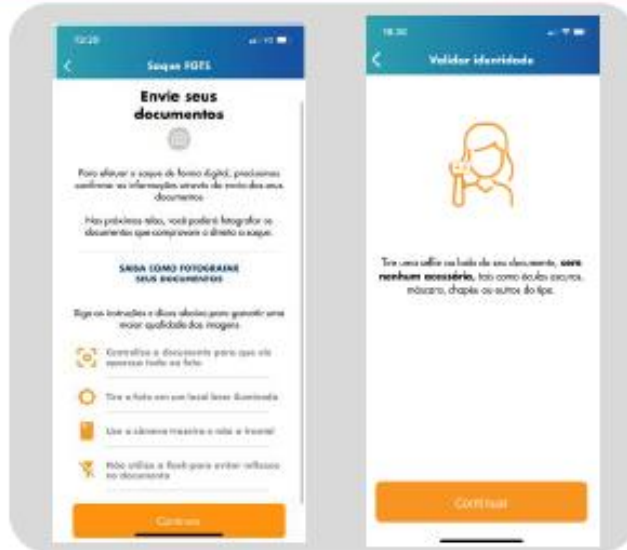 Saque FGTS
Envie seus
documentos
Para efetuar o saque de forma digital, precisamos
confirmar as informações através do envio dos seus
documentos
Nas próximas telas, você poderá fotografar os
documentos que comprovam o direito a saque.
SAIBA COMO FOTOGRAFAR
SEUS DOCUMENTOS
Siga as instruções e dicas abaixo para garantir uma
maior qualidade das imagens
Centralize o documento para que ele
apareça todo na foto
Tire a foto em um local bem iluminado
Use a câmera traseira e não a frontal
Não utilize o flash para evitar reflexos
no documento
Continuar
Validar identidade
Tire uma selfie ao lado do seu documento, sem
nenhum acessório, tais como óculos escuros,
máscara, chapéu ou outros do tipo.
Continuar